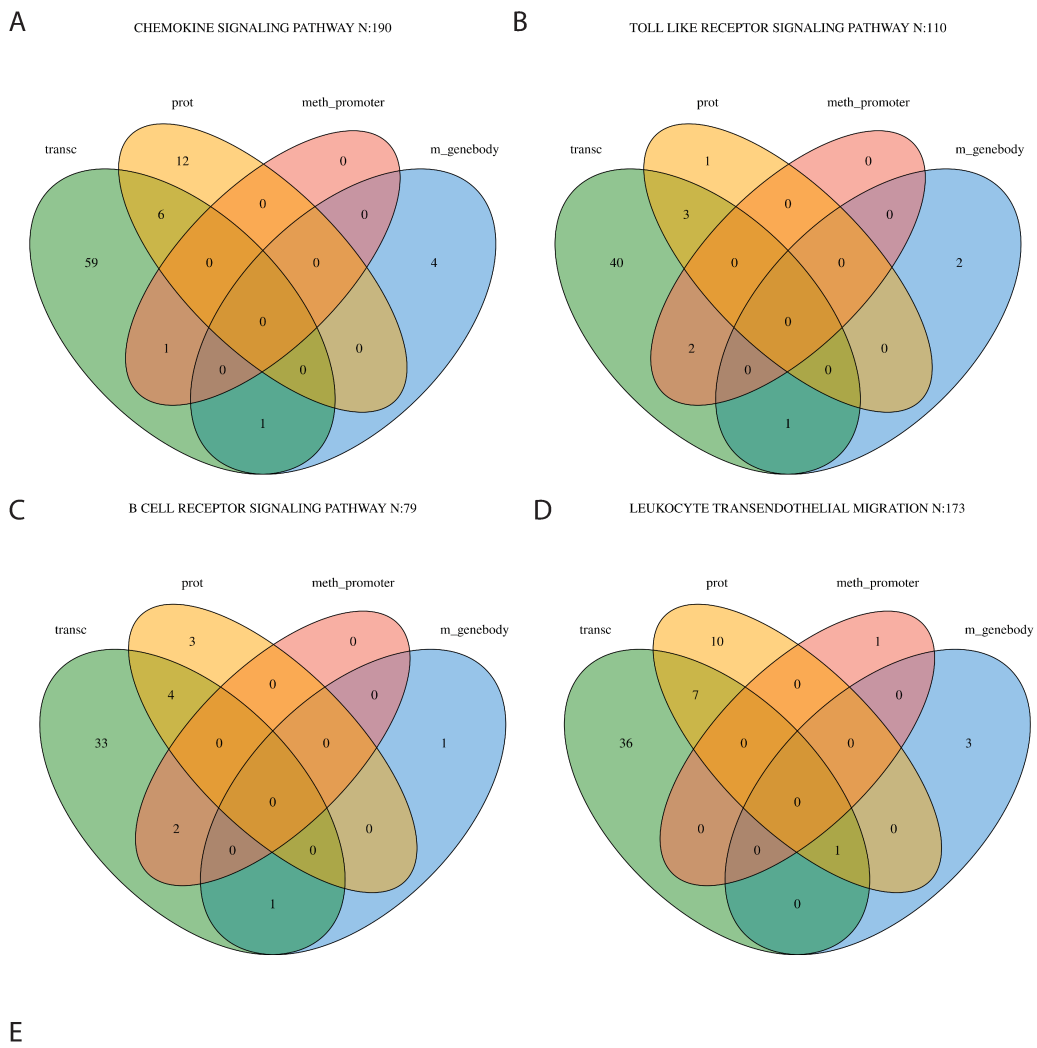 A
CHEMOKINE SIGNALING PATHWAY N:190
prot
meth_promoter
transc
m_genebody
12
0
0
6
0
59
0
0
4
0
1
0
0
0
1
B
TOLL LIKE RECEPTOR SIGNALING PATHWAY N:110
prot
meth_promoter
transc
m_genebody
1
0
0
3
0
40
0
0
2
0
2
0
0
0
1
C
B CELL RECEPTOR SIGNALING PATHWAY N:79
prot
meth_promoter
transc
m_genebody
3
0
0
4
0
33
0
0
1
0
2
0
0
0
1
D
LEUKOCYTE TRANSENDOTHELIAL MIGRATION N:173
prot
meth_promoter
transc
m_genebody
10
1
0
7
0
36
0
0
3
0
0
0
0
1
0
E